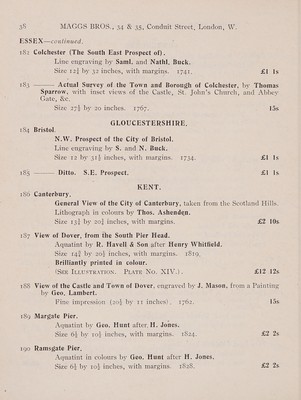 38 MAGGS BROS., 34 & 35, Conduit Street, London, W.
ESSEX—continued.
182 Colchester (The South East Prospect of).
Line engraving by Saml. and Nathl. Buck.
Size 12¼ by 32 inches, with margins. 1741. £1 1s
183 —— Actual Survey of the Town and Borough of Colchester, by Thomas
Sparrow, with inset views of the Castle, St. John's Church, and Abbey
Gate, &c.
Size 27½ by 20 inches. 1767. 15s
GLOUCESTERSHIRE.
184 Bristol.
N.W. Prospect of the City of Bristol.
Line engraving by S. and N. Buck.
Size 12 by 31½ inches, with margins. 1734. £1 1s
185 —— Ditto. S.E. Prospect. £1 1s
KENT.
186 Canterbury.
General View of the City of Canterbury, taken from the Scotland Hills.
Lithograph in colours by Thos. Ashenden.
Size 13¾ by 20½ inches, with margins. £2 10s
187 View of Dover, from the South Pier Head.
Aquatint by R. Havell & Son after Henry Whitfield.
Size 14¾ by 20½ inches, with margins. 1819.
Brilliantly printed in colour.
(SEE ILLUSTRATION. PLATE NO. XIV.). £12 12s
188 View of the Castle and Town of Dover, engraved by J. Mason, from a Painting
by Geo. Lambert.
Fine impression (20½ by 11 inches). 1762. 15s
189 Margate Pier.
Aquatint by Geo. Hunt after H. Jones.
Size 6½ by 10½ inches, with margins. 1824. £2 2s
190 Ramsgate Pier.
Aquatint in colours by Geo. Hunt after H. Jones.
Size 6½ by 10½ inches, with margins. 1828. £2 2s